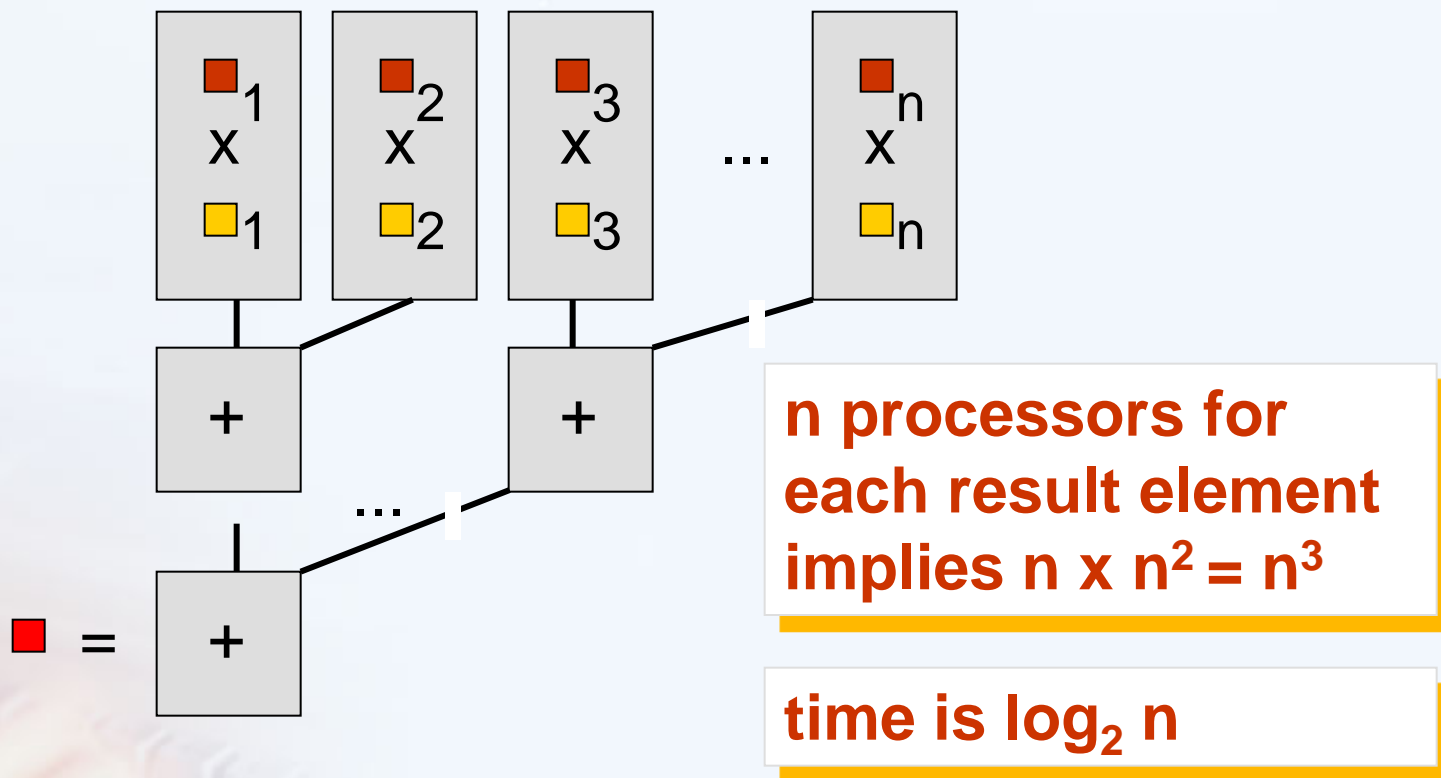 1 2 3 n
x x x ... x
1 2 3 n
+ +
...
= +
n processors for
each result element
implies n x n² = n³
time is log₂ n